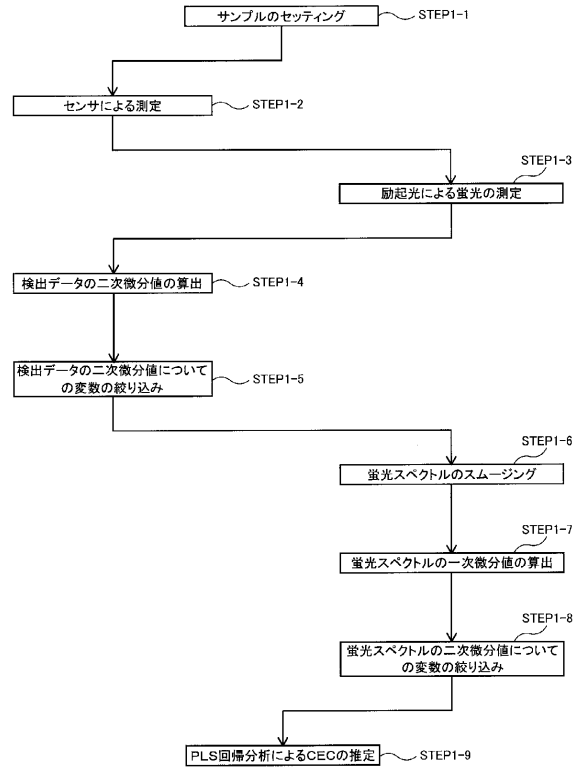 サンプルのセッティング
STEP1-1
センサによる測定
STEP1-2
STEP1-3
励起光による蛍光の測定
検出データの二次微分値の算出
STEP1-4
検出データの二次微分値について
の変数の絞り込み
STEP1-5
STEP1-6
蛍光スペクトルのスムージング
STEP1-7
蛍光スペクトルの一次微分値の算出
STEP1-8
蛍光スペクトルの二次微分値について
の変数の絞り込み
PLS回帰分析によるCECの推定
STEP1-9